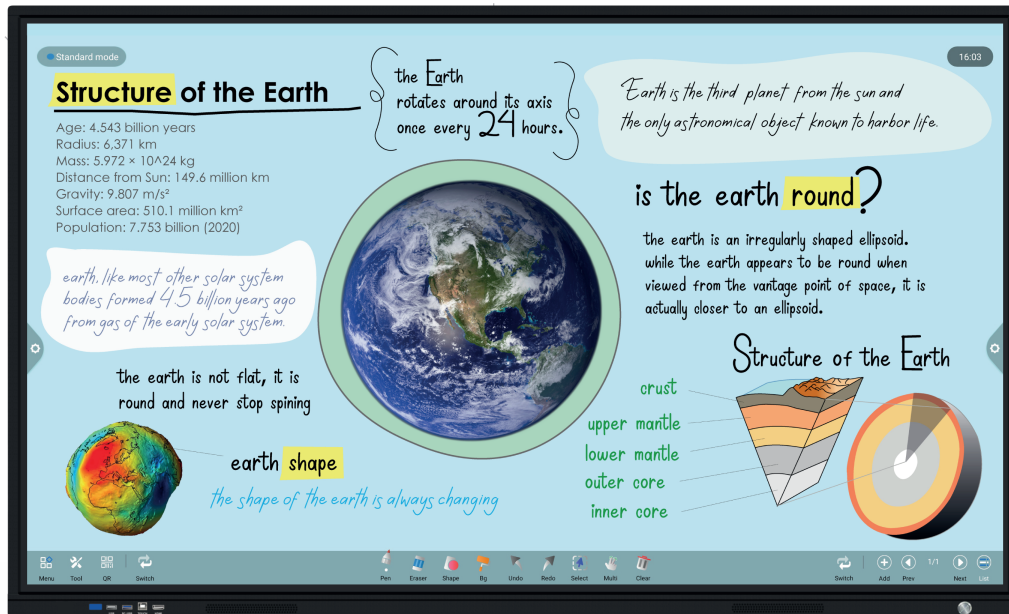 Standard mode
16:03
Structure of the Earth
Age: 4.543 billion years
Radius: 6,371 km
Mass: 5.972 × 10^24 kg
Distance from Sun: 149.6 million km
Gravity: 9.807 m/s²
Surface area: 510.1 million km²
Population: 7.753 billion (2020)
the Earth
rotates around its axis
once every 24 hours.
Earth is the third planet from the sun and
the only astronomical object known to harbor life.
is the earth round?
the earth is an irregularly shaped ellipsoid.
while the earth appears to be round when
viewed from the vantage point of space, it is
actually closer to an ellipsoid.
earth, like most other solar system
bodies formed 4.5 billion years ago
from gas of the early solar system.
the earth is not flat, it is
round and never stop spining
earth shape
the shape of the earth is always changing
Structure of the Earth
crust
upper mantle
lower mantle
outer core
inner core
Menu Tool QR Switch Pen Eraser Shape Bg Undo Redo Select Multi Clear Switch Add Prev 1/1 Next List